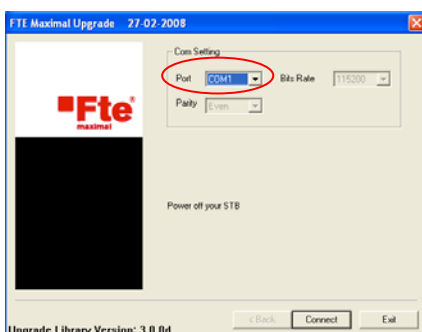 FTE Maximal Upgrade 27-02-2008
Com Setting
Port COM1 Bits Rate 115200
Parity Even
Fte
maximal
Power off your STB
< Back Connect Exit
Upgrade Library Version: 3.0.0d